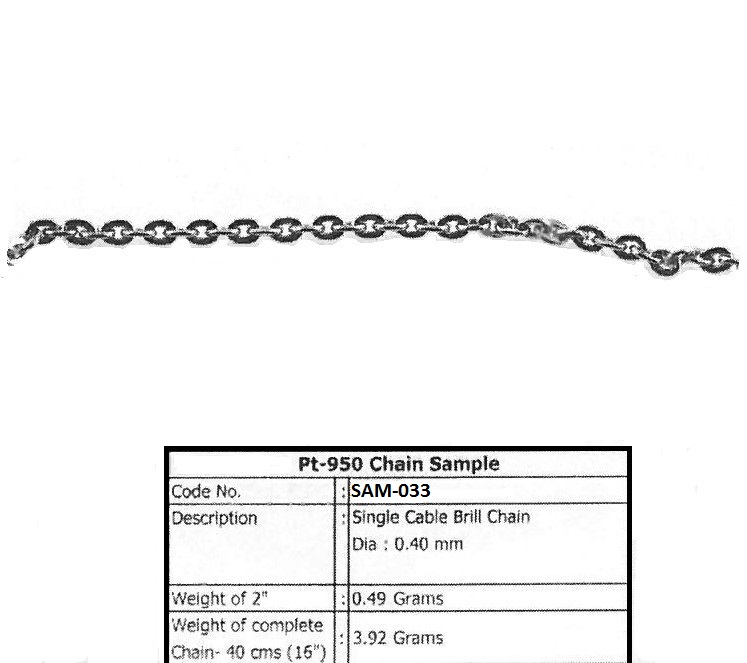 Pt-950 Chain Sample
Code No. : SAM-033
Description : Single Cable Brill Chain
Dia : 0.40 mm
Weight of 2" : 0.49 Grams
Weight of complete
Chain- 40 cms (16") : 3.92 Grams